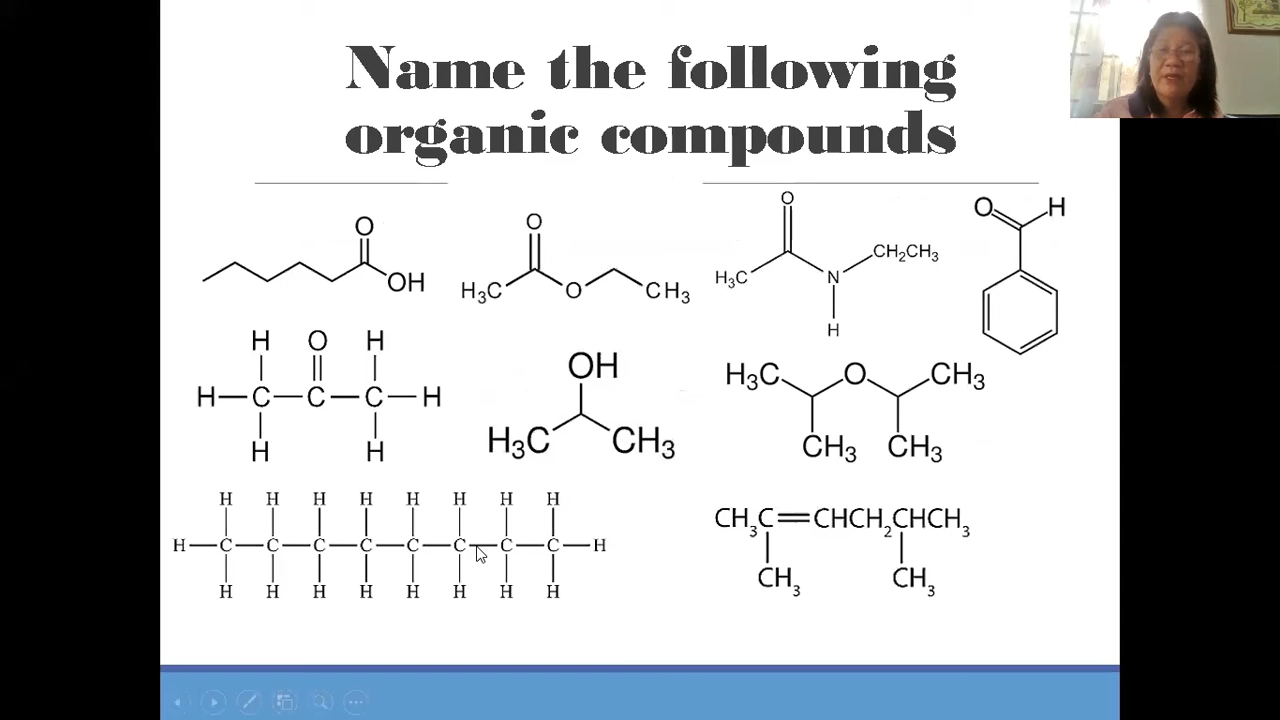 Name the following
organic compounds
O
OH
O
H₃C
O
CH₃
O
H₃C
N
CH₂CH₃
H
O
H
H
O
H
H
C
C
C
H
H
H
OH
H₃C
CH₃
H₃C
O
CH₃
CH₃
CH₃
H H H H H H H H
H C C C C C C C C H
H H H H H H H H
CH₃C=CHCH₂CHCH₃
CH₃ CH₃